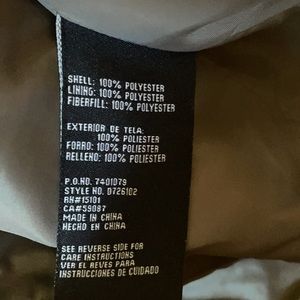 SHELL: 100% POLYESTER
LINING: 100% POLYESTER
FIBERFILL: 100% POLYESTER
EXTERIOR DE TELA:
100% POLIESTER
FORRO: 100% POLIESTER
RELLENO: 100% POLIESTER
P.O.NO. 7401D79
STYLE NO. D726102
RN#15101
CA#59087
MADE IN CHINA
HECHO EN CHINA
SEE REVERSE SIDE FOR
CARE INSTRUCTIONS
VER EL REVES PARA
INSTRUCCIONES DE CUIDADO